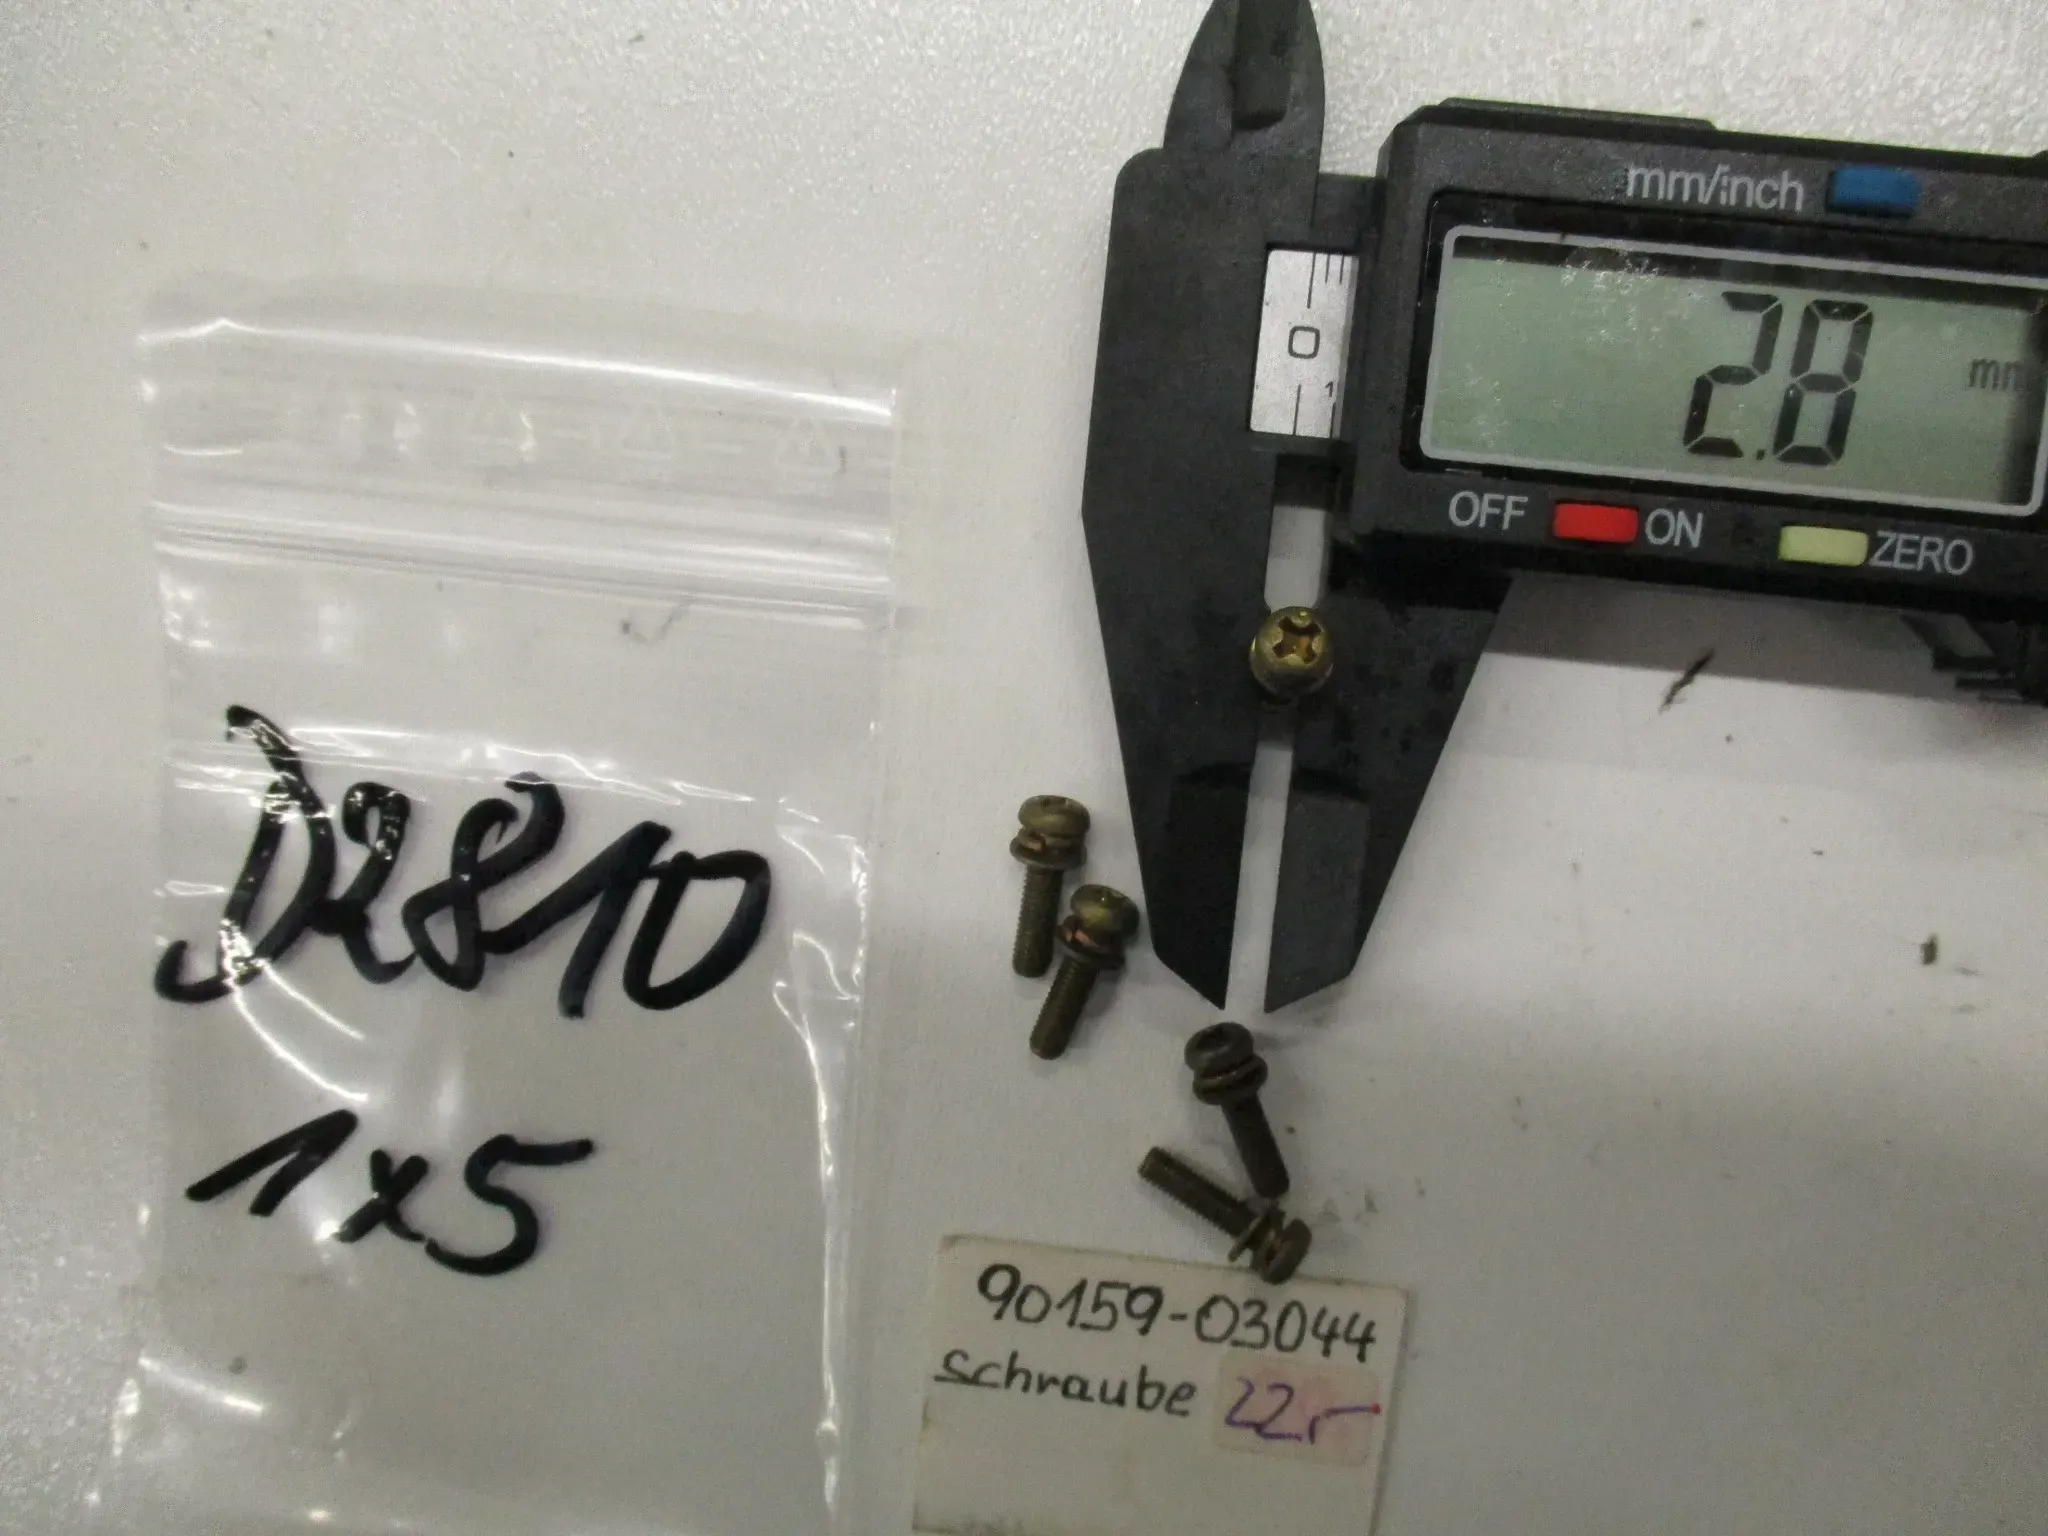 mm/inch
2.8 mm
OFF ON ZERO
0
1
D2810
1x5
90159-03044
Schraube 22,-